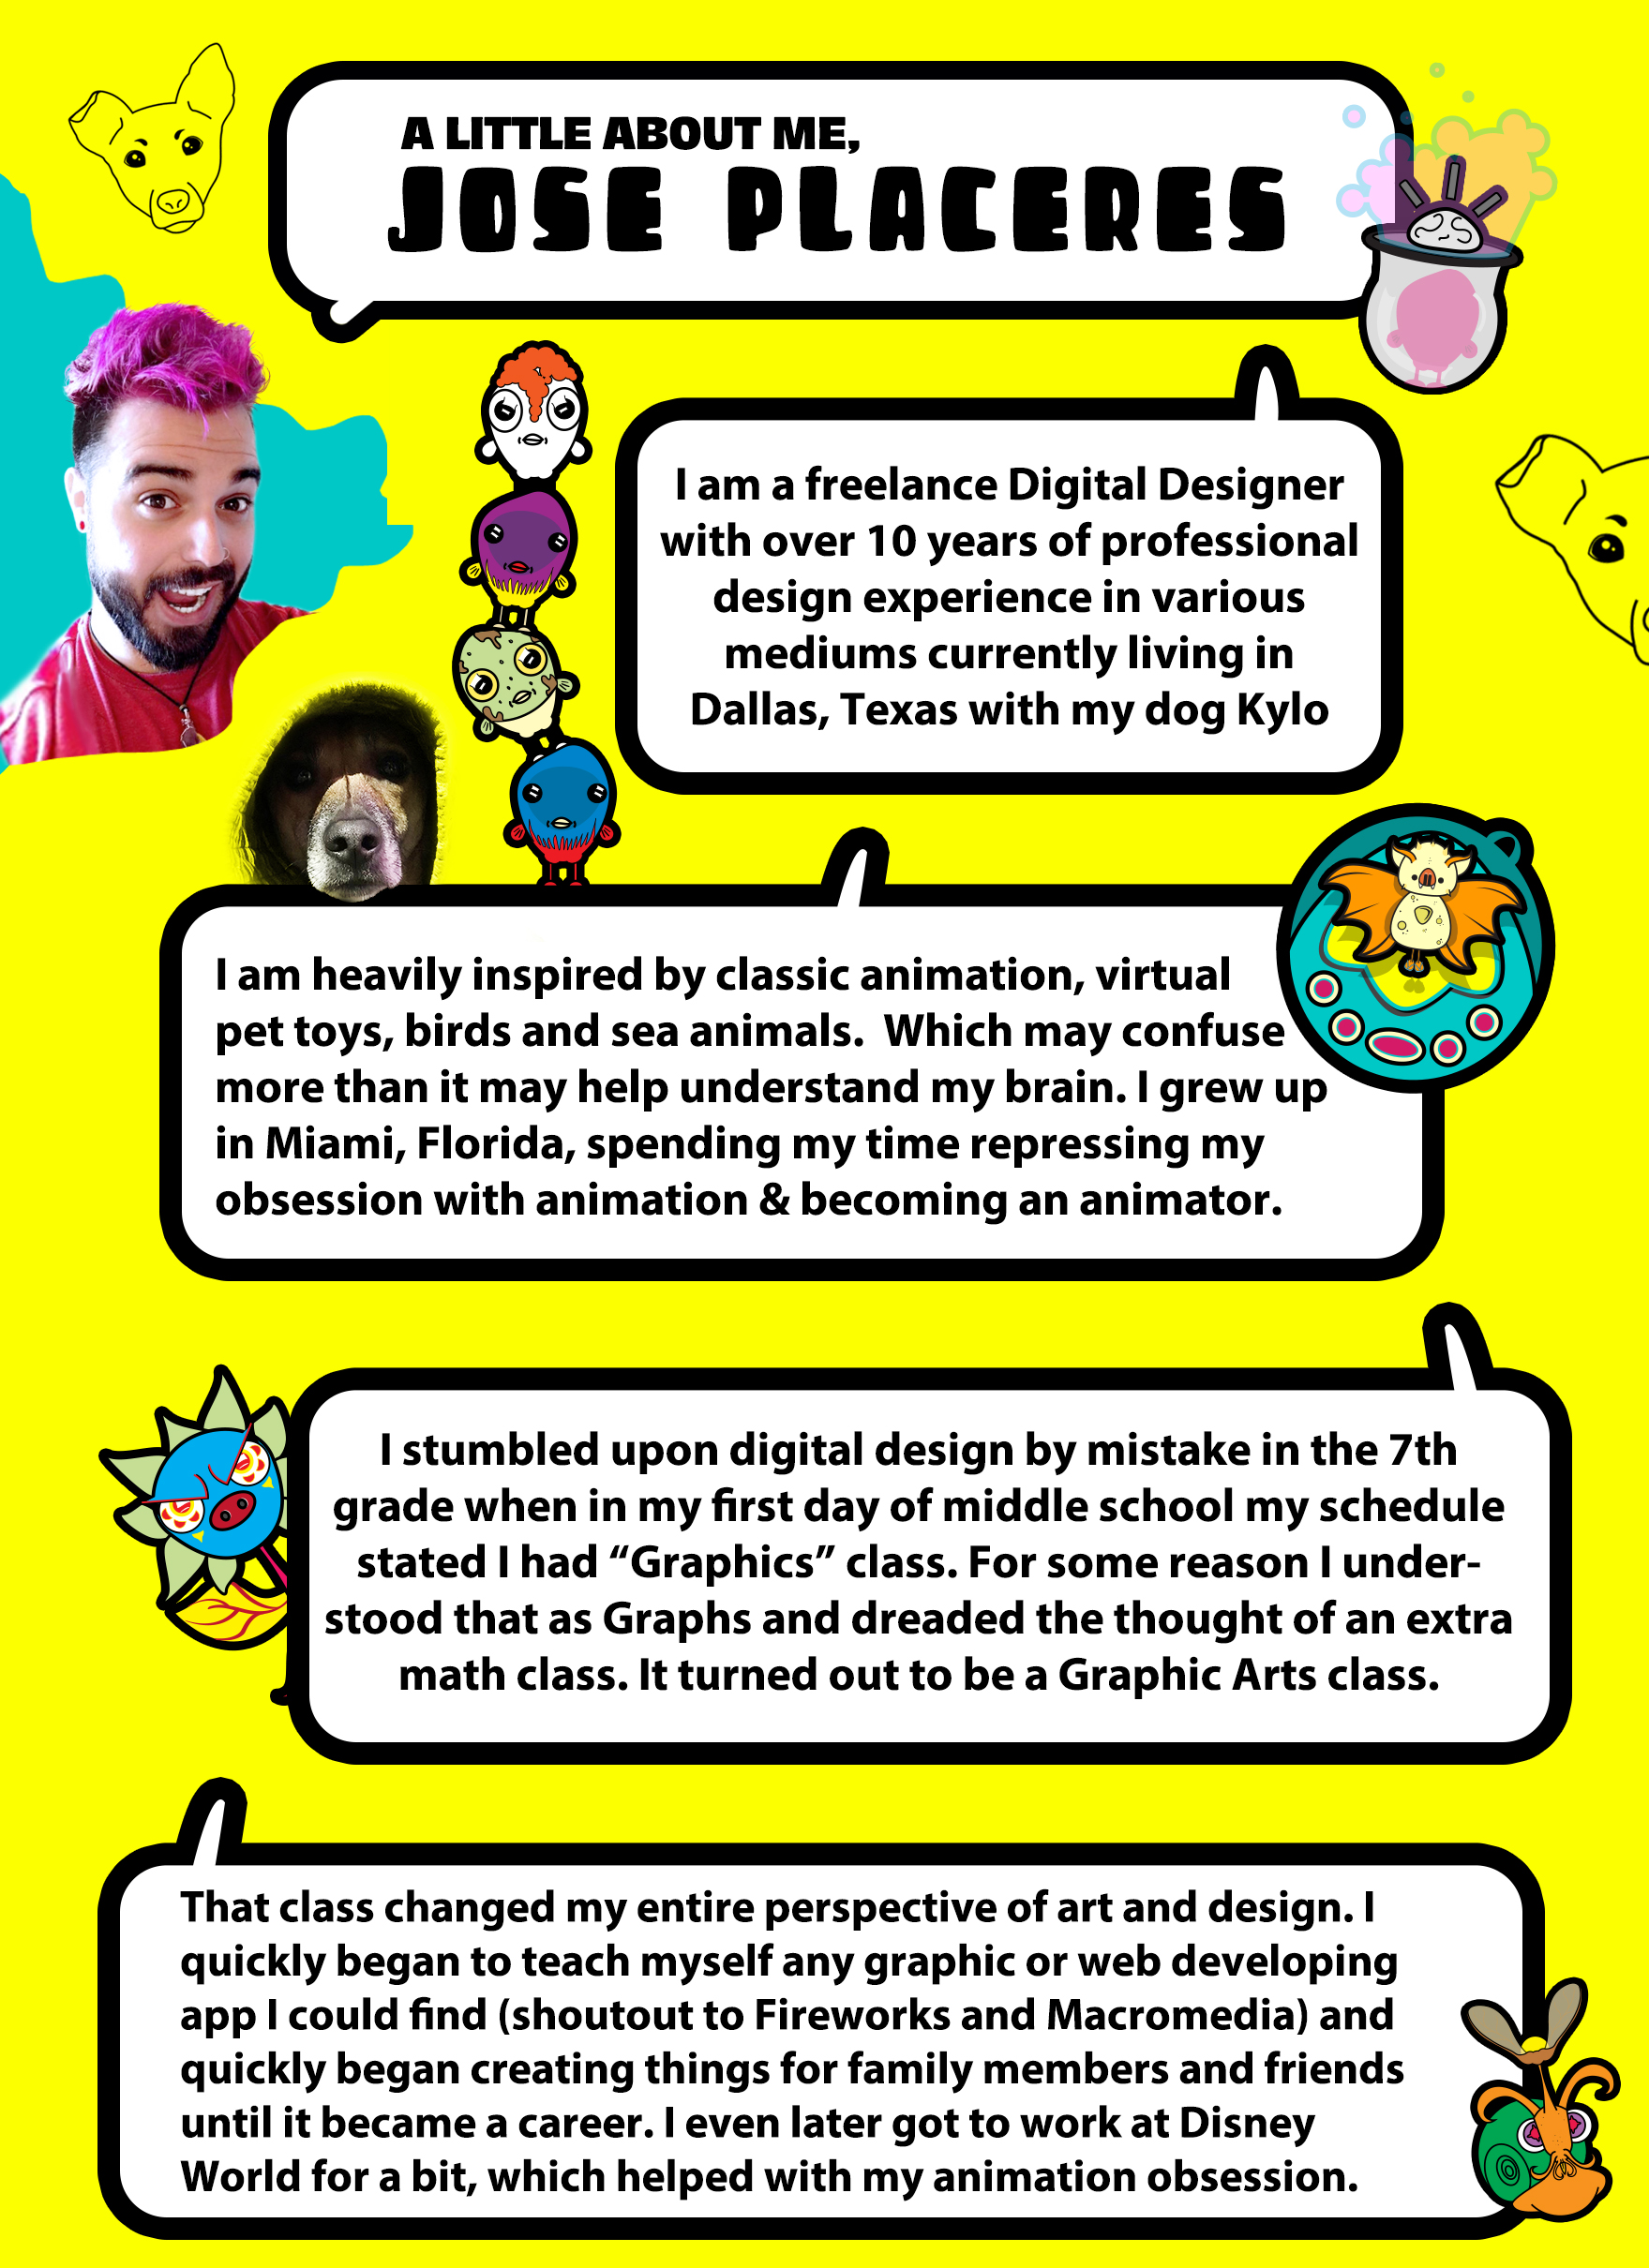 A LITTLE ABOUT ME,
JOSE PLACERES
I am a freelance Digital Designer
with over 10 years of professional
design experience in various
mediums currently living in
Dallas, Texas with my dog Kylo
I am heavily inspired by classic animation, virtual
pet toys, birds and sea animals.  Which may confuse
more than it may help understand my brain. I grew up
in Miami, Florida, spending my time repressing my
obsession with animation & becoming an animator.
I stumbled upon digital design by mistake in the 7th
grade when in my first day of middle school my schedule
stated I had “Graphics” class. For some reason I under-
stood that as Graphs and dreaded the thought of an extra
math class. It turned out to be a Graphic Arts class.
That class changed my entire perspective of art and design. I
quickly began to teach myself any graphic or web developing
app I could find (shoutout to Fireworks and Macromedia) and
quickly began creating things for family members and friends
until it became a career. I even later got to work at Disney
World for a bit, which helped with my animation obsession.